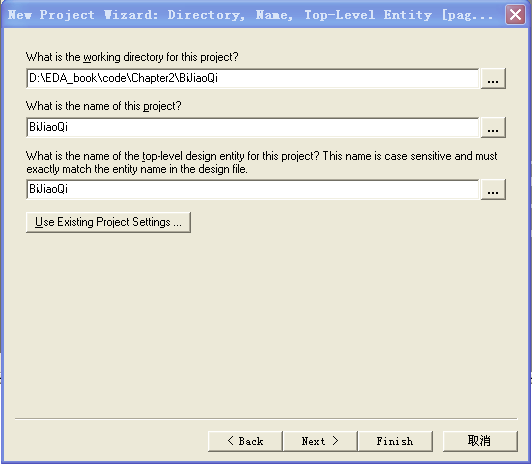 New Project Wizard: Directory, Name, Top-Level Entity [pag...
What is the working directory for this project?
D:\EDA_book\code\Chapter2\BiJiaoQi
...
What is the name of this project?
BiJiaoQi
...
What is the name of the top-level design entity for this project? This name is case sensitive and must
exactly match the entity name in the design file.
BiJiaoQi
...
Use Existing Project Settings ...
< Back Next > Finish 取消